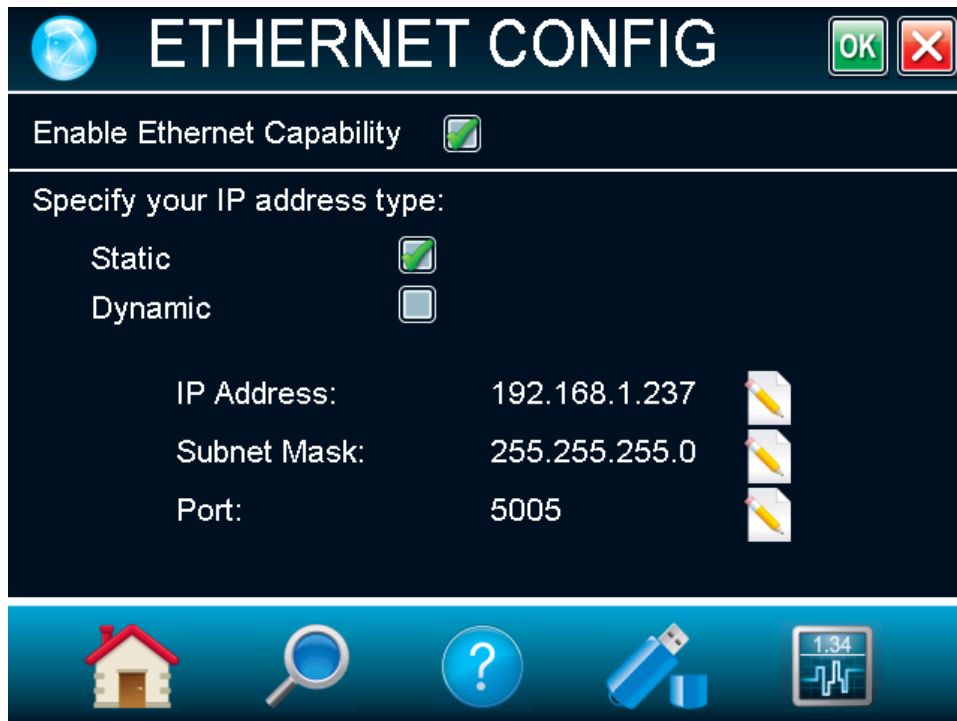 ETHERNET CONFIG
OK
Enable Ethernet Capability
Specify your IP address type:
Static
Dynamic
IP Address: 192.168.1.237
Subnet Mask: 255.255.255.0
Port: 5005
?
1.34